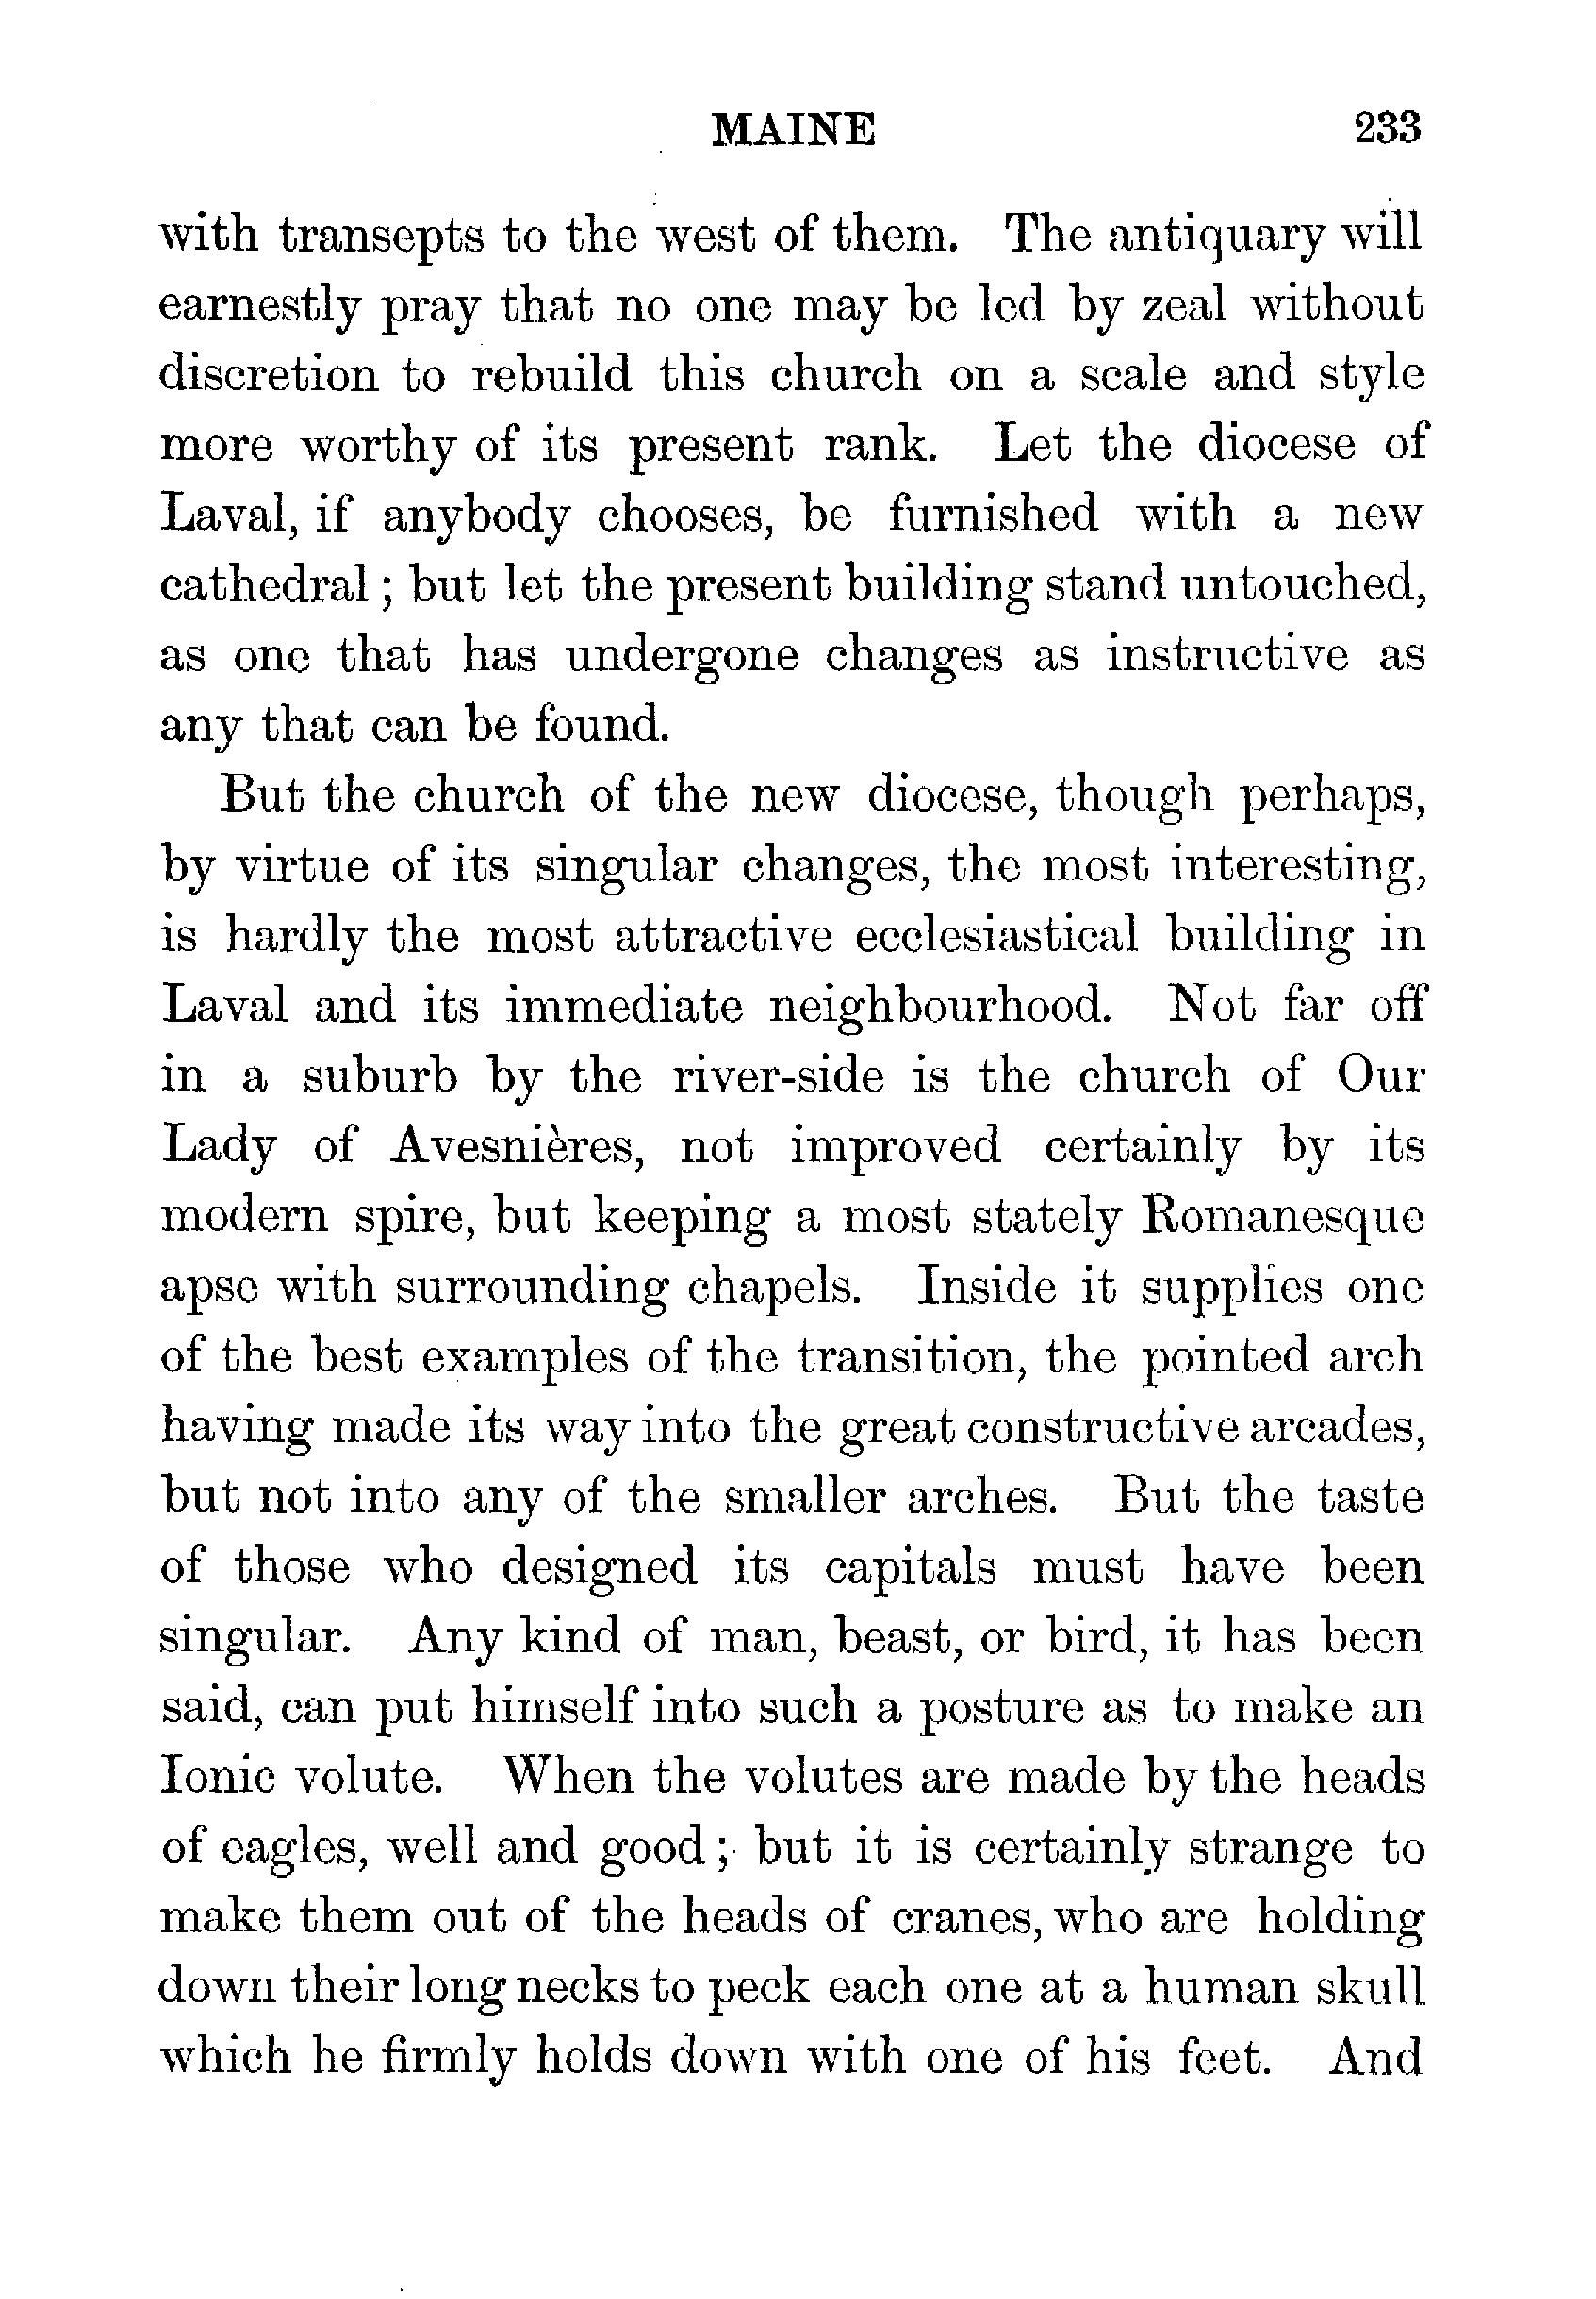 MAINE 233
with transepts to the west of them. The antiquary will
earnestly pray that no one may be led by zeal without
discretion to rebuild this church on a scale and style
more worthy of its present rank. Let the diocese of
Laval, if anybody chooses, be furnished with a new
cathedral ; but let the present building stand untouched,
as one that has undergone changes as instructive as
any that can be found.
But the church of the new diocese, though perhaps,
by virtue of its singular changes, the most interesting,
is hardly the most attractive ecclesiastical building in
Laval and its immediate neighbourhood. Not far off
in a suburb by the river-side is the church of Our
Lady of Avesnières, not improved certainly by its
modern spire, but keeping a most stately Romanesque
apse with surrounding chapels. Inside it supplies one
of the best examples of the transition, the pointed arch
having made its way into the great constructive arcades,
but not into any of the smaller arches. But the taste
of those who designed its capitals must have been
singular. Any kind of man, beast, or bird, it has been
said, can put himself into such a posture as to make an
Ionic volute. When the volutes are made by the heads
of eagles, well and good ; but it is certainly strange to
make them out of the heads of cranes, who are holding
down their long necks to peck each one at a human skull
which he firmly holds down with one of his feet. And